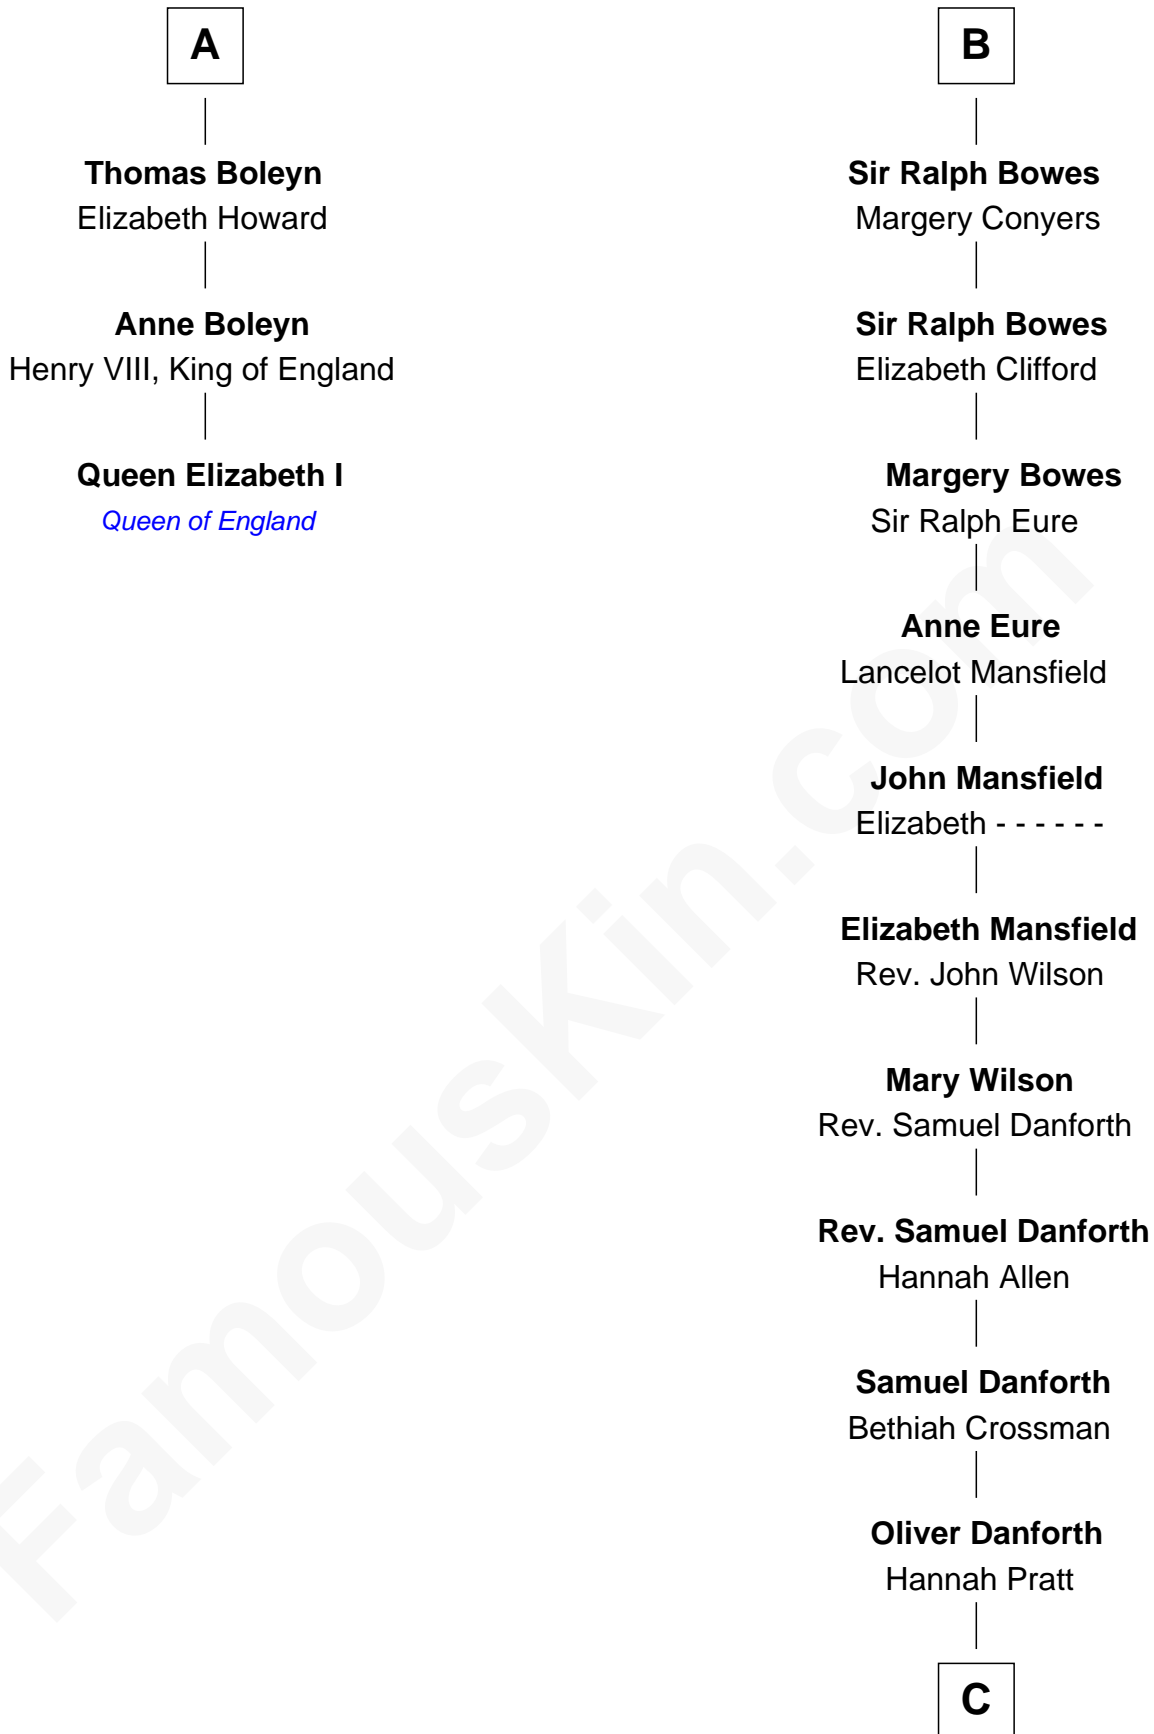 A
Thomas Boleyn
Elizabeth Howard
Anne Boleyn
Henry VIII, King of England
Queen Elizabeth I
Queen of England
B
Sir Ralph Bowes
Margery Conyers
Sir Ralph Bowes
Elizabeth Clifford
Margery Bowes
Sir Ralph Eure
Anne Eure
Lancelot Mansfield
John Mansfield
Elizabeth - - - - - -
Elizabeth Mansfield
Rev. John Wilson
Mary Wilson
Rev. Samuel Danforth
Rev. Samuel Danforth
Hannah Allen
Samuel Danforth
Bethiah Crossman
Oliver Danforth
Hannah Pratt
C
FamousKin.com